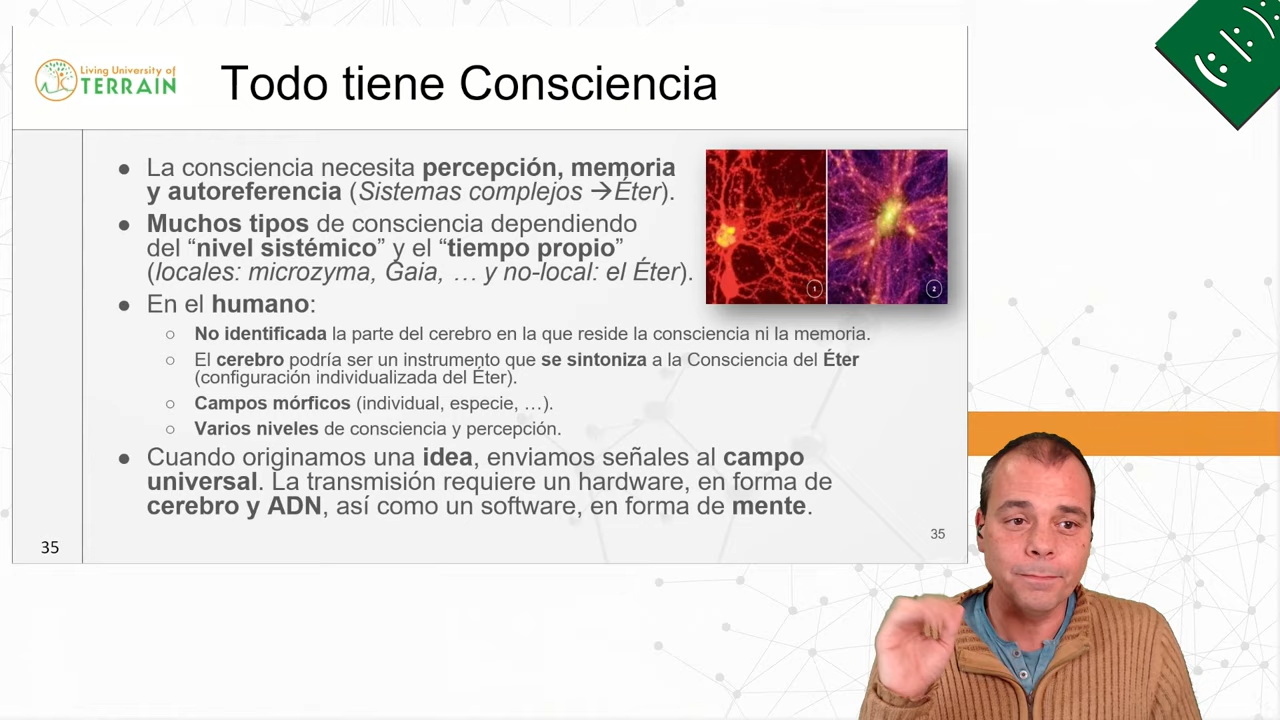 Living University of
TERRAIN
Todo tiene Consciencia
● La consciencia necesita percepción, memoria
y autoreferencia (Sistemas complejos →Éter).
● Muchos tipos de consciencia dependiendo
del “nivel sistémico” y el “tiempo propio”
(locales: microzyma, Gaia, … y no-local: el Éter).
1
2
● En el humano:
○ No identificada la parte del cerebro en la que reside la consciencia ni la memoria.
○ El cerebro podría ser un instrumento que se sintoniza a la Consciencia del Éter
(configuración individualizada del Éter).
○ Campos mórficos (individual, especie, …).
○ Varios niveles de consciencia y percepción.
● Cuando originamos una idea, enviamos señales al campo
universal. La transmisión requiere un hardware, en forma de
cerebro y ADN, así como un software, en forma de mente.
35
35